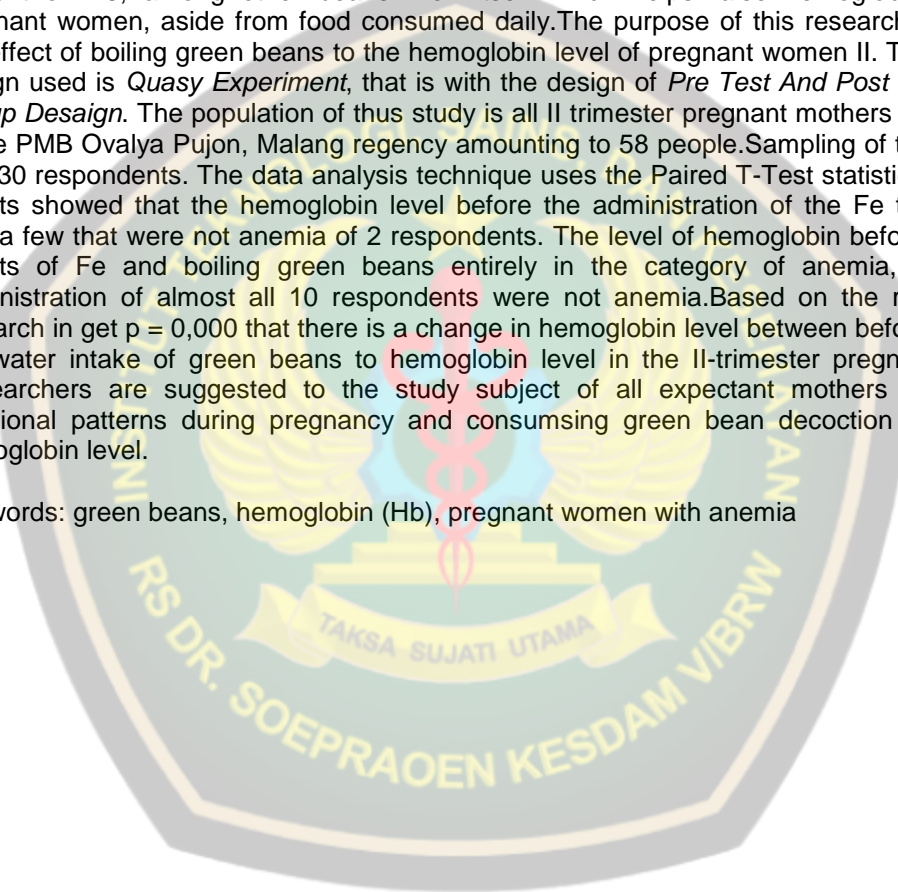 nant women, aside from food consumed daily.The purpose of this research
effect of boiling green beans to the hemoglobin level of pregnant women II. T
gn used is Quasy Experiment, that is with the design of Pre Test And Post
up Desaign. The population of thus study is all II trimester pregnant mothers
e PMB Ovalya Pujon, Malang regency amounting to 58 people.Sampling of t
30 respondents. The data analysis technique uses the Paired T-Test statistic
ts showed that the hemoglobin level before the administration of the Fe t
a few that were not anemia of 2 respondents. The level of hemoglobin befo
ts of Fe and boiling green beans entirely in the category of anemia,
inistration of almost all 10 respondents were not anemia.Based on the r
arch in get p = 0,000 that there is a change in hemoglobin level between befo
water intake of green beans to hemoglobin level in the II-trimester pregn
earchers are suggested to the study subject of all expectant mothers
tional patterns during pregnancy and consumsing green bean decoction
oglobin level.
words: green beans, hemoglobin (Hb), pregnant women with anemia
INSTITUT TEKNOLOGI, SAINS, DAN KESEHATAN
TAKSA SUJATI UTAMA
RS DR. SOEPRAOEN KESDAM V/BRW